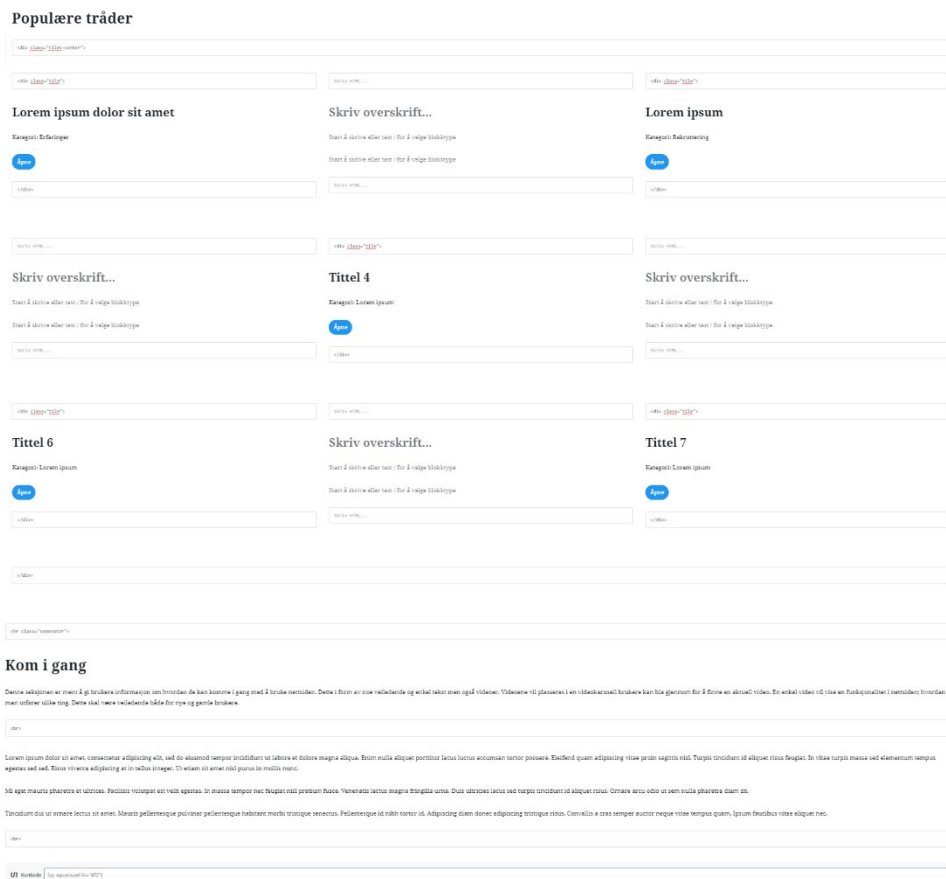 Populære tråder
<div class="tiles-center">
<div class="tile">
Skriv HTML...
<div class="tile">
Lorem ipsum dolor sit amet
Skriv overskrift...
Lorem ipsum
Kategori: Erfaringer
Start å skrive eller tast / for å velge blokktype
Kategori: Rekruttering
Åpne
Start å skrive eller tast / for å velge blokktype
Åpne
</div>
Skriv HTML...
</div>
Skriv HTML...
<div class="tile">
Skriv HTML...
Skriv overskrift...
Tittel 4
Skriv overskrift...
Start å skrive eller tast / for å velge blokktype
Kategori: Lorem ipsum
Start å skrive eller tast / for å velge blokktype
Start å skrive eller tast / for å velge blokktype
Åpne
Start å skrive eller tast / for å velge blokktype
Skriv HTML...
</div>
Skriv HTML...
<div class="tile">
Skriv HTML...
<div class="tile">
Tittel 6
Skriv overskrift...
Tittel 7
Kategori: Lorem ipsum
Start å skrive eller tast / for å velge blokktype
Kategori: Lorem ipsum
Åpne
Start å skrive eller tast / for å velge blokktype
Åpne
</div>
Skriv HTML...
</div>
</div>
<hr class="seperator">
Kom i gang
Denne seksjonen er ment å gi brukere informasjon om hvordan de kan komme i gang med å bruke nettsiden. Dette i form av noe veiledende og enkel tekst men også videoer. Videoene vil plasseres i en videokarusell brukere kan bla gjennom for å finne en aktuell video. En enkel video vil vise en funksjonalitet i nettsiden; hvordan
man utfører ulike ting. Dette skal være veiledende både for nye og gamle brukere.
<br>
Lorem ipsum dolor sit amet, consectetur adipiscing elit, sed do eiusmod tempor incididunt ut labore et dolore magna aliqua. Enim nulla aliquet porttitor lacus luctus accumsan tortor posuere. Eleifend quam adipiscing vitae proin sagittis nisl. Turpis tincidunt id aliquet risus feugiat. In vitae turpis massa sed elementum tempus
egestas sed sed. Risus viverra adipiscing at in tellus integer. Ut etiam sit amet nisl purus in mollis nunc.
Mi eget mauris pharetra et ultrices. Facilisis volutpat est velit egestas. In massa tempor nec feugiat nisl pretium fusce. Venenatis lectus magna fringilla urna. Duis ultricies lacus sed turpis tincidunt id aliquet risus. Ornare arcu odio ut sem nulla pharetra diam sit.
Tincidunt dui ut ornare lectus sit amet. Mauris pellentesque pulvinar pellentesque habitant morbi tristique senectus. Pellentesque id nibh tortor id. Adipiscing diam donec adipiscing tristique risus. Convallis a cras semper auctor neque vitae tempus quam. Ipsum faucibus vitae aliquet nec.
<br>
[/] Kortkode